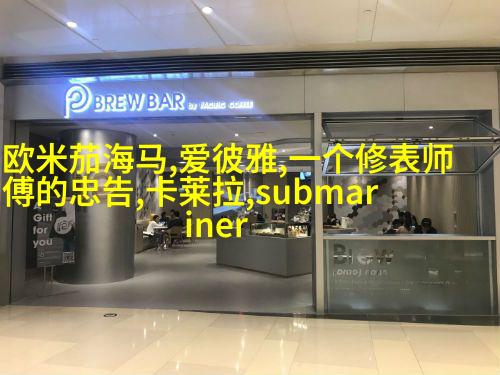 BREW BAR by PACIFIC COFFEE
欧米茄海马,爱彼雅,一个修表师
傅的忠告,卡莱拉,submar
iner
Gift
for
you